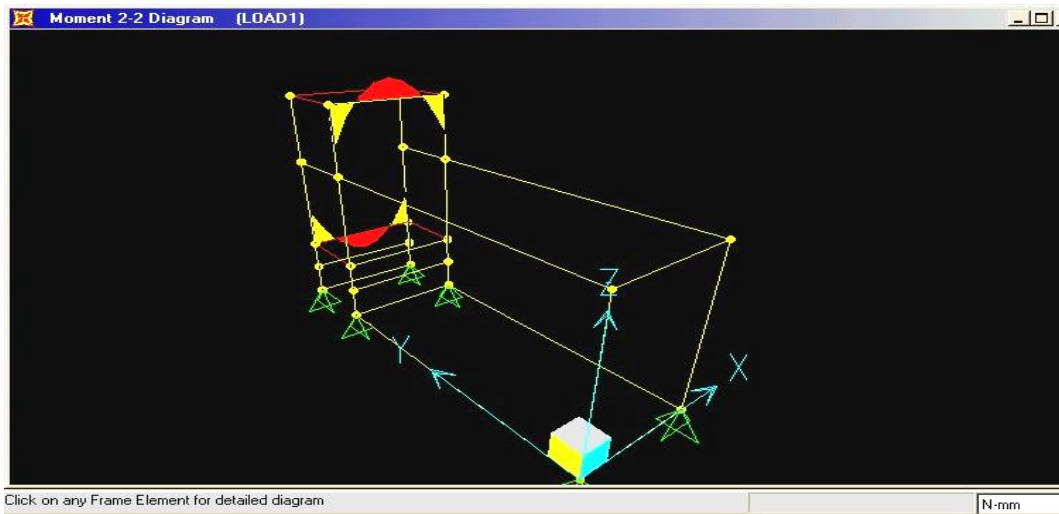 Moment 2-2 Diagram (LOAD1)
Z
Y
X
Click on any Frame Element for detailed diagram
N-mm